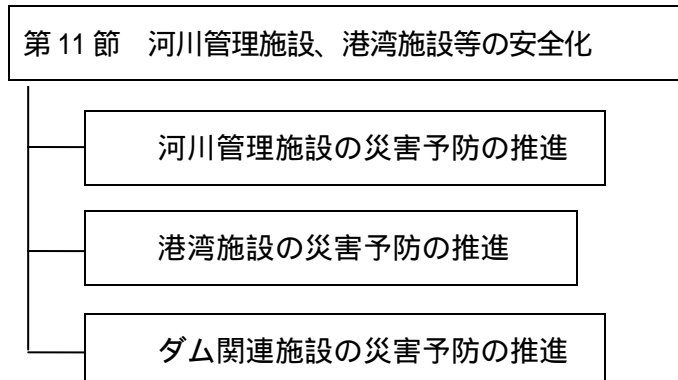 第 11 節　河川管理施設、港湾施設等の安全化
河川管理施設の災害予防の推進
港湾施設の災害予防の推進
ダム関連施設の災害予防の推進